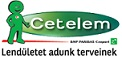 Cetelem
BNP PARIBAS Csoport
Lendületet adunk terveinek